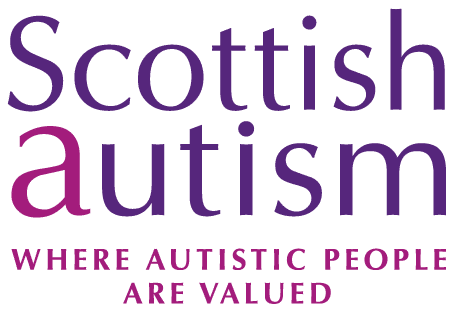 Scottish
autism
WHERE AUTISTIC PEOPLE
ARE VALUED